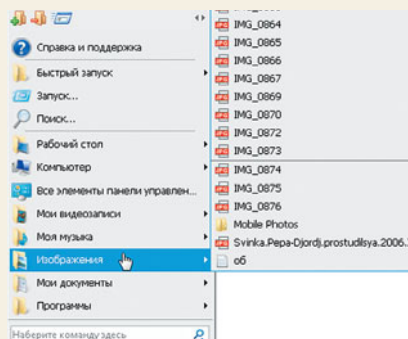 Справка и поддержка
Быстрый запуск
Запуск...
Поиск...
Рабочий стол
Компьютер
Все элементы панели управлен...
Мои видеозаписи
Моя музыка
Изображения
Мои документы
Программы
Наберите команду здесь
IMG_0864
IMG_0865
IMG_0866
IMG_0867
IMG_0869
IMG_0870
IMG_0872
IMG_0873
IMG_0874
IMG_0875
IMG_0876
Mobile Photos
Svinka.Pepa-Djordj.prostudilsya.2006.
об